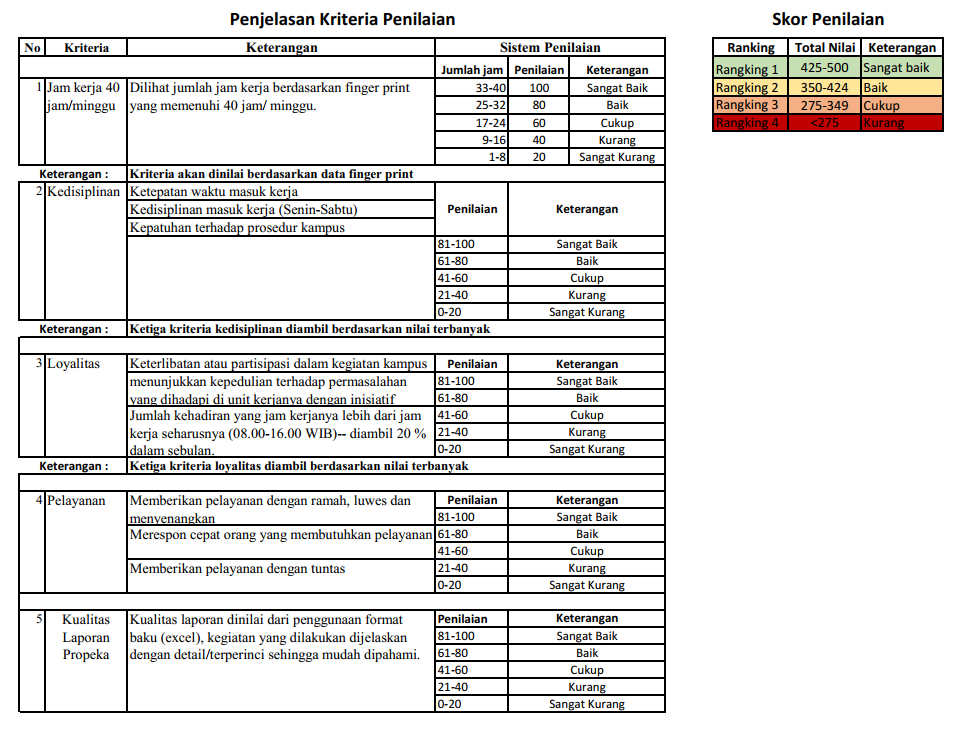 Penjelasan Kriteria Penilaian
Skor Penilaian
No Kriteria Keterangan Sistem Penilaian
Jumlah jam Penilaian Keterangan
1 Jam kerja 40 jam/minggu
Dilihat jumlah jam kerja berdasarkan finger print
yang memenuhi 40 jam/ minggu.
33-40 100 Sangat Baik
25-32 80 Baik
17-24 60 Cukup
9-16 40 Kurang
1-8 20 Sangat Kurang
Keterangan : Kriteria akan dinilai berdasarkan data finger print
2 Kedisiplinan
Ketepatan waktu masuk kerja
Kedisiplinan masuk kerja (Senin-Sabtu)
Kepatuhan terhadap prosedur kampus
Penilaian Keterangan
81-100 Sangat Baik
61-80 Baik
41-60 Cukup
21-40 Kurang
0-20 Sangat Kurang
Keterangan : Ketiga kriteria kedisiplinan diambil berdasarkan nilai terbanyak
3 Loyalitas
Keterlibatan atau partisipasi dalam kegiatan kampus
menunjukkan kepedulian terhadap permasalahan
yang dihadapi di unit kerjanya dengan inisiatif
Jumlah kehadiran yang jam kerjanya lebih dari jam
kerja seharusnya (08.00-16.00 WIB)-- diambil 20 %
dalam sebulan.
Penilaian Keterangan
81-100 Sangat Baik
61-80 Baik
41-60 Cukup
21-40 Kurang
0-20 Sangat Kurang
Keterangan : Ketiga kriteria loyalitas diambil berdasarkan nilai terbanyak
4 Pelayanan
Memberikan pelayanan dengan ramah, luwes dan
menyenangkan
Merespon cepat orang yang membutuhkan pelayanan
Memberikan pelayanan dengan tuntas
Penilaian Keterangan
81-100 Sangat Baik
61-80 Baik
41-60 Cukup
21-40 Kurang
0-20 Sangat Kurang
5 Kualitas
Laporan
Propeka
Kualitas laporan dinilai dari penggunaan format
baku (excel), kegiatan yang dilakukan dijelaskan
dengan detail/terperinci sehingga mudah dipahami.
Penilaian Keterangan
81-100 Sangat Baik
61-80 Baik
41-60 Cukup
21-40 Kurang
0-20 Sangat Kurang
Ranking Total Nilai Keterangan
Rangking 1 425-500 Sangat baik
Rangking 2 350-424 Baik
Rangking 3 275-349 Cukup
Rangking 4 <275 Kurang